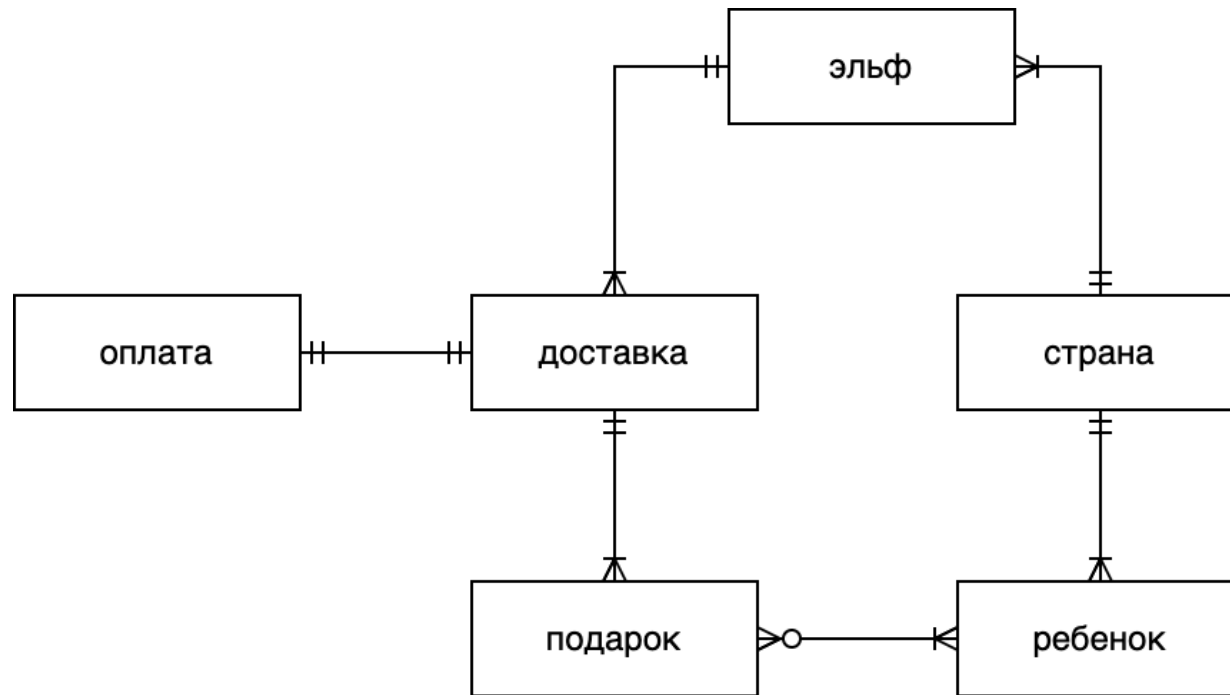 эльф
оплата
доставка
страна
подарок
ребенок